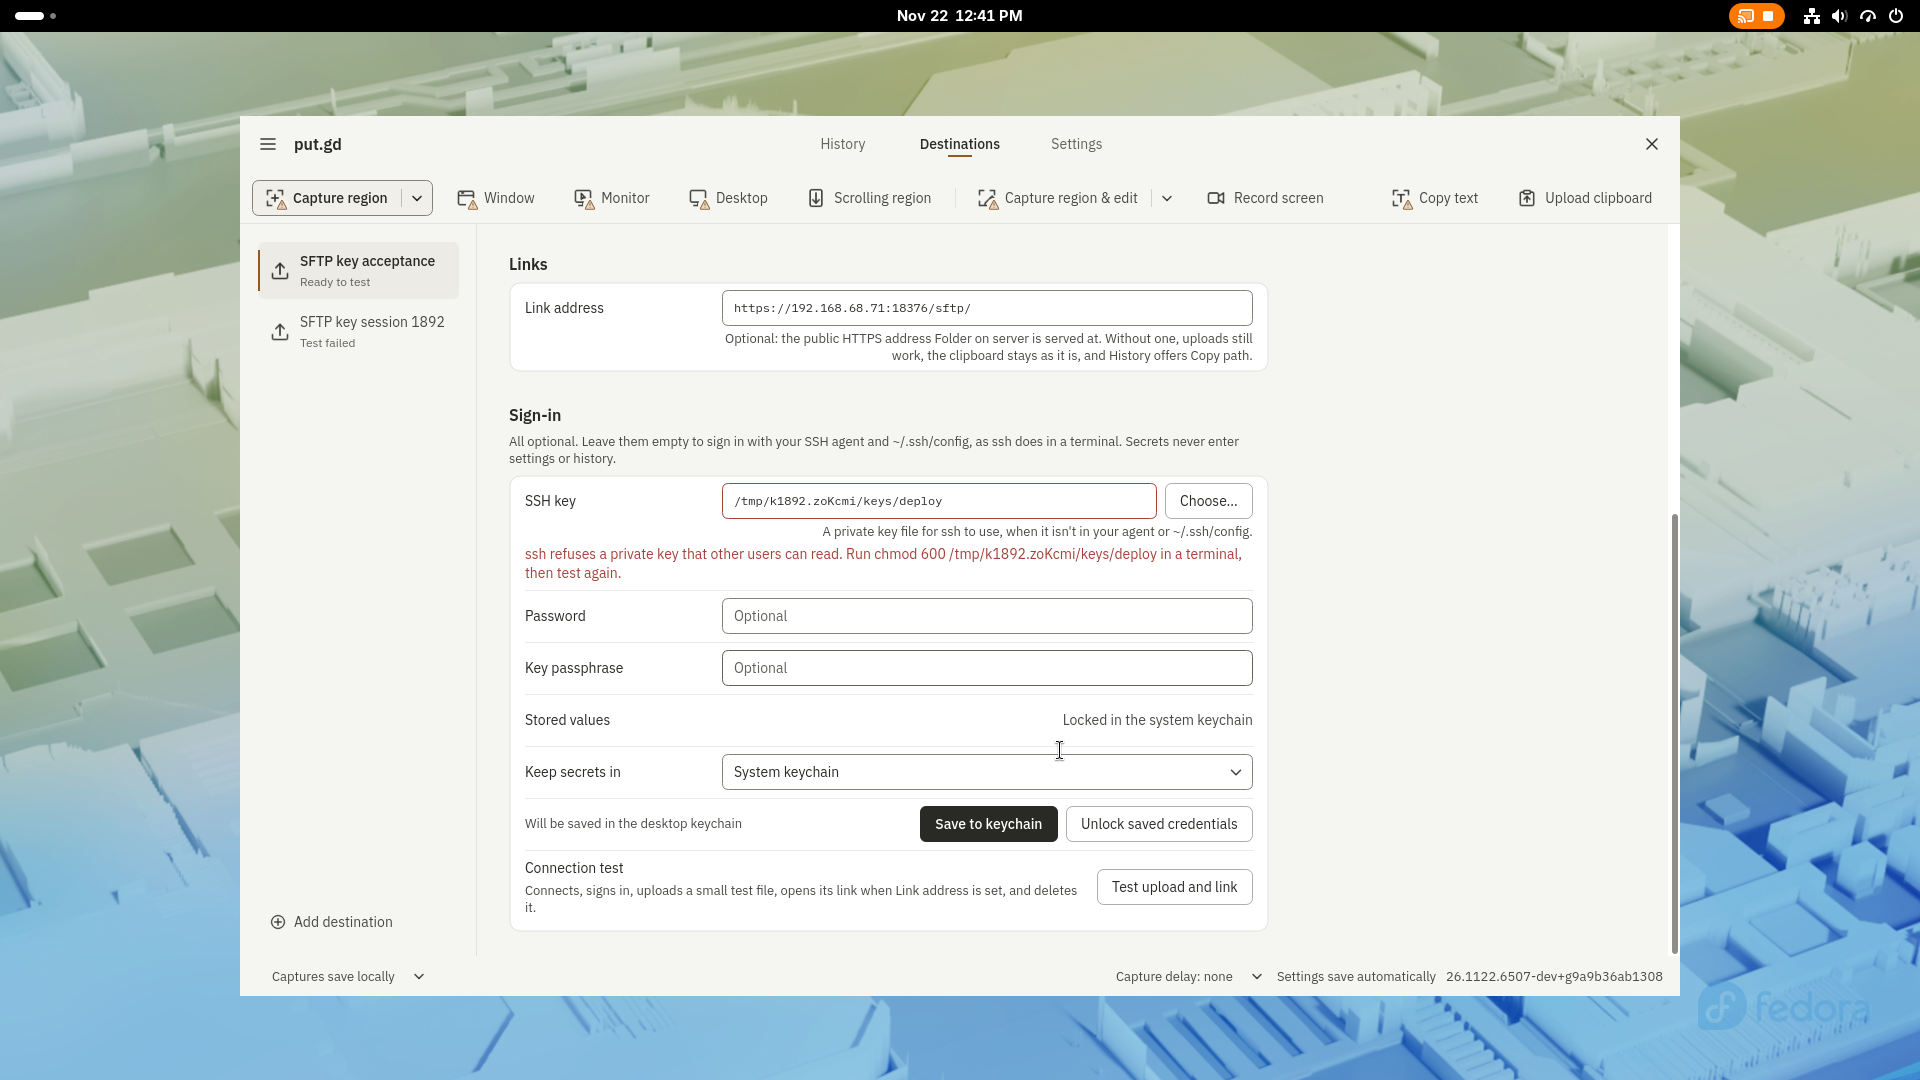 Nov 22 12:41 PM
put.gd
History
Destinations
Settings
Capture region
Window
Monitor
Desktop
Scrolling region
Capture region & edit
Record screen
Copy text
Upload clipboard
SFTP key acceptance
Ready to test
SFTP key session 1892
Test failed
Add destination
Links
Link address
https://192.168.68.71:18376/sftp/
Optional: the public HTTPS address Folder on server is served at. Without one, uploads still
work, the clipboard stays as it is, and History offers Copy path.
Sign-in
All optional. Leave them empty to sign in with your SSH agent and ~/.ssh/config, as ssh does in a terminal. Secrets never enter
settings or history.
SSH key
/tmp/k1892.zoKcmi/keys/deploy
Choose...
A private key file for ssh to use, when it isn't in your agent or ~/.ssh/config.
ssh refuses a private key that other users can read. Run chmod 600 /tmp/k1892.zoKcmi/keys/deploy in a terminal,
then test again.
Password
Optional
Key passphrase
Optional
Stored values
Locked in the system keychain
Keep secrets in
System keychain
Will be saved in the desktop keychain
Save to keychain
Unlock saved credentials
Connection test
Connects, signs in, uploads a small test file, opens its link when Link address is set, and deletes
it.
Test upload and link
Captures save locally
Capture delay: none
Settings save automatically
26.1122.6507-dev+g9a9b36ab1308
fedora